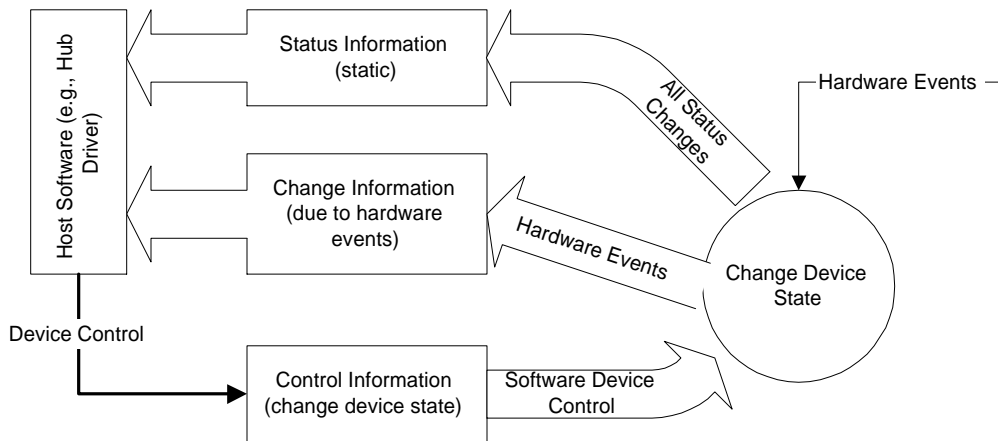 Host Software (e.g., Hub
Driver)
Status Information
(static)
All Status
Changes
Hardware Events
Change Information
(due to hardware
events)
Hardware Events
Change Device
State
Device Control
Control Information
(change device state)
Software Device
Control